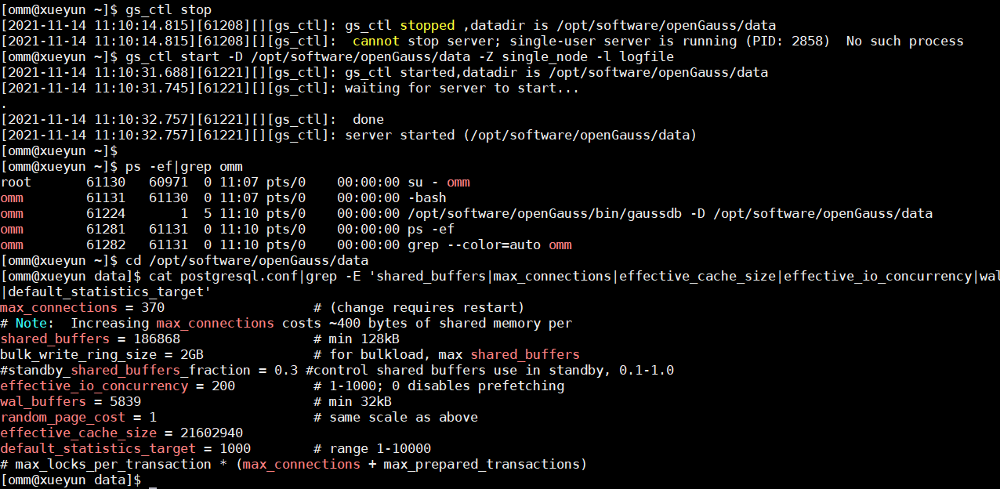 [omm@xueyun ~]$ gs_ctl stop
[2021-11-14 11:10:14.815][61208][][gs_ctl]: gs_ctl stopped ,datadir is /opt/software/openGauss/data
[2021-11-14 11:10:14.815][61208][][gs_ctl]:  cannot stop server; single-user server is running (PID: 2858)  No such process
[omm@xueyun ~]$ gs_ctl start -D /opt/software/openGauss/data -Z single_node -l logfile
[2021-11-14 11:10:31.688][61221][][gs_ctl]: gs_ctl started,datadir is /opt/software/openGauss/data
[2021-11-14 11:10:31.745][61221][][gs_ctl]: waiting for server to start...
.
[2021-11-14 11:10:32.757][61221][][gs_ctl]:  done
[2021-11-14 11:10:32.757][61221][][gs_ctl]: server started (/opt/software/openGauss/data)
[omm@xueyun ~]$
[omm@xueyun ~]$ ps -ef|grep omm
root       61130   60971  0 11:07 pts/0    00:00:00 su - omm
omm        61131   61130  0 11:07 pts/0    00:00:00 -bash
omm        61224       1  5 11:10 pts/0    00:00:00 /opt/software/openGauss/bin/gaussdb -D /opt/software/openGauss/data
omm        61281   61131  0 11:10 pts/0    00:00:00 ps -ef
omm        61282   61131  0 11:10 pts/0    00:00:00 grep --color=auto omm
[omm@xueyun ~]$ cd /opt/software/openGauss/data
[omm@xueyun data]$ cat postgresql.conf|grep -E 'shared_buffers|max_connections|effective_cache_size|effective_io_concurrency|wal
|default_statistics_target'
max_connections = 370                   # (change requires restart)
# Note:  Increasing max_connections costs ~400 bytes of shared memory per
shared_buffers = 186868                 # min 128kB
bulk_write_ring_size = 2GB              # for bulkload, max shared_buffers
#standby_shared_buffers_fraction = 0.3 #control shared buffers use in standby, 0.1-1.0
effective_io_concurrency = 200          # 1-1000; 0 disables prefetching
wal_buffers = 5839                      # min 32kB
random_page_cost = 1                    # same scale as above
effective_cache_size = 21602940
default_statistics_target = 1000        # range 1-10000
# max_locks_per_transaction * (max_connections + max_prepared_transactions)
[omm@xueyun data]$